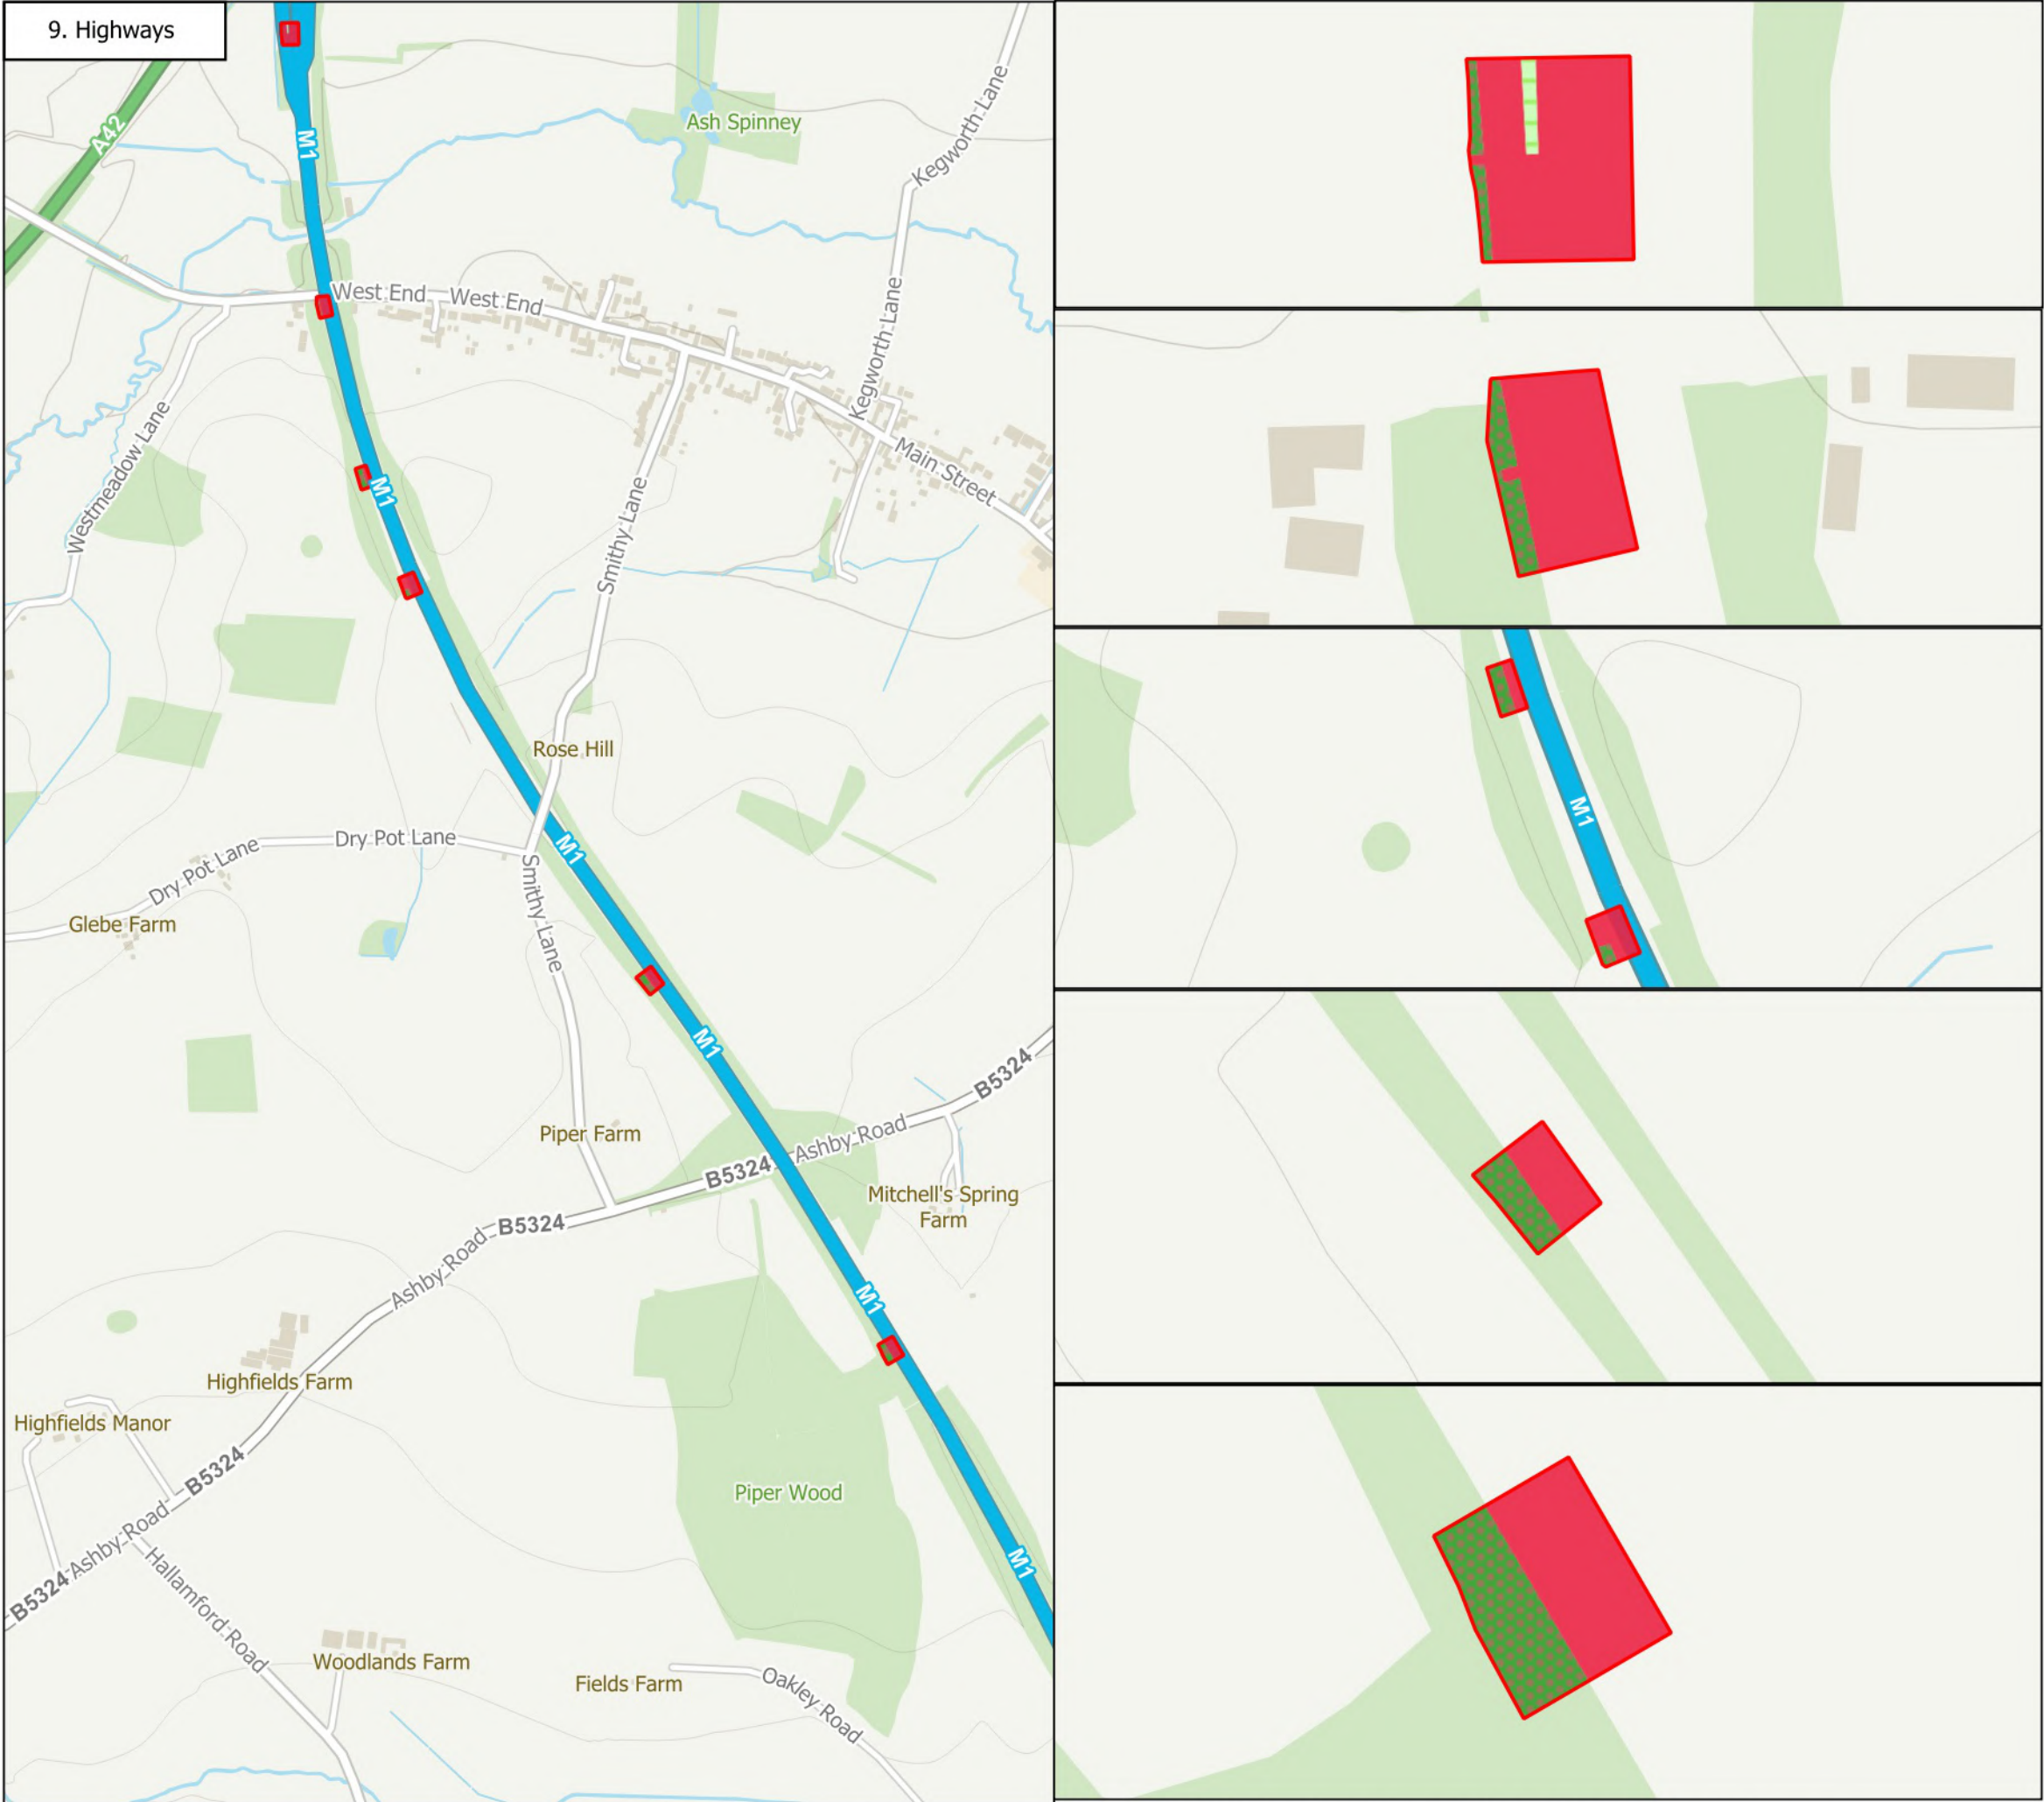 9. Highways
A42
M1
Ash Spinney
Kegworth Lane
West End
West End
Kegworth Lane
Westmeadow Lane
M1
Main Street
Smithy Lane
Rose Hill
Dry Pot Lane
Dry Pot Lane
M1
Smithy Lane
Glebe Farm
M1
B5324
Piper Farm
Ashby Road
B5324
Mitchell's Spring
Farm
B5324
Ashby Road
M1
Highfields Farm
Highfields Manor
B5324
Piper Wood
Ashby Road
B5324
Hallamford Road
M1
Woodlands Farm
Fields Farm
Oakley Road
M1